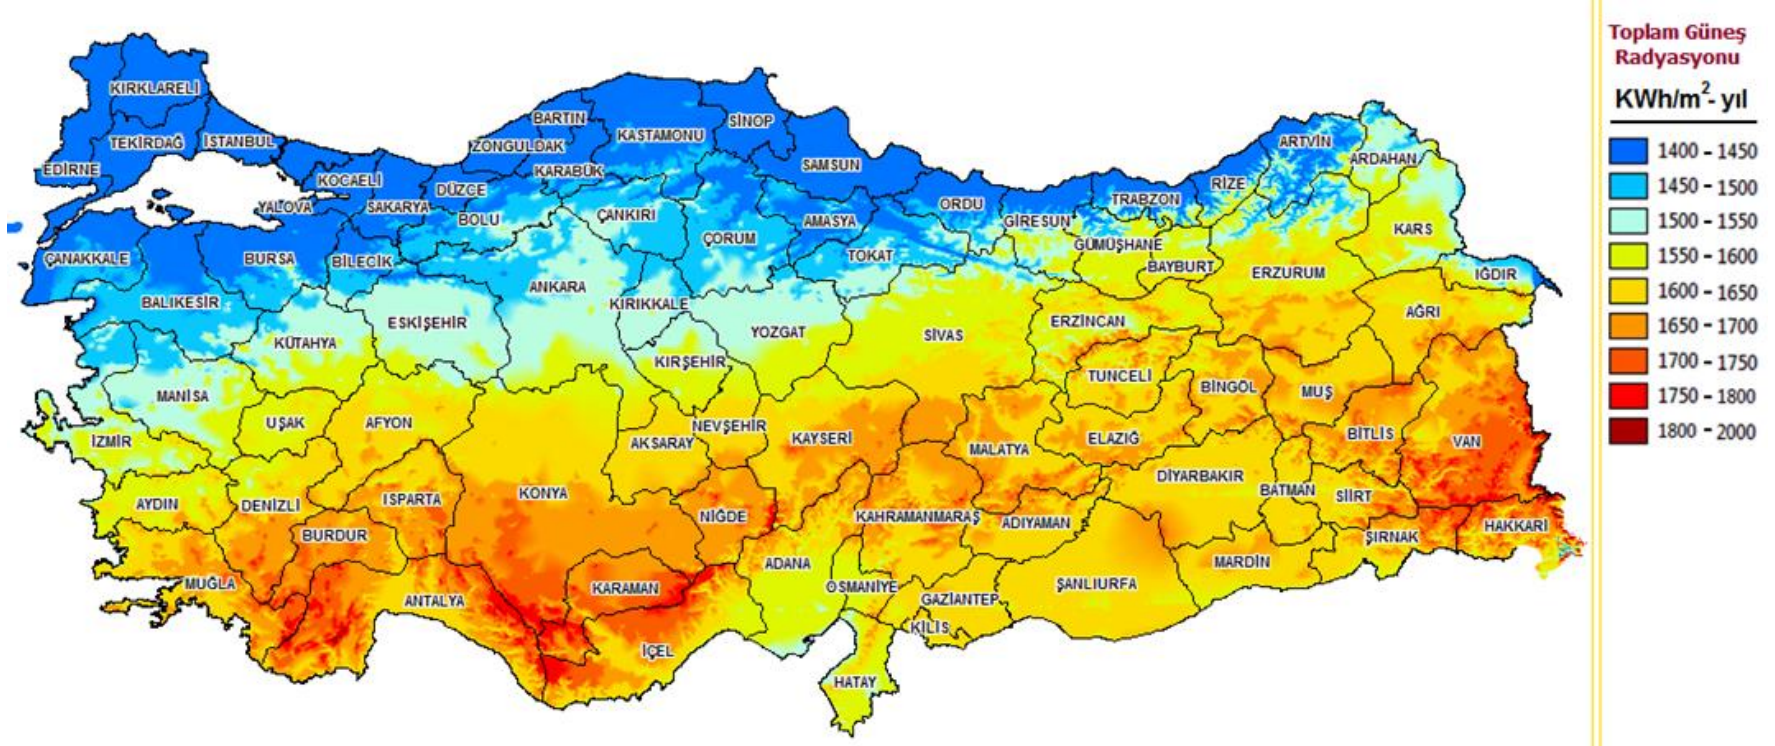 KIRKLARELİ
TEKİRDAĞ
İSTANBUL
EDİRNE
KOCAELİ
YALOVA
SAKARYA
DÜZCE
ZONGULDAK
BARTIN
KARABÜK
KASTAMONU
SİNOP
SAMSUN
BOLU
ÇANKIRI
AMASYA
ORDU
GİRESUN
TRABZON
RİZE
ARTVİN
ARDAHAN
KARS
IĞDIR
ÇANAKKALE
BURSA
BİLECİK
ÇORUM
TOKAT
GÜMÜŞHANE
BAYBURT
ERZURUM
AĞRI
BALIKESİR
ANKARA
KIRIKKALE
ESKİŞEHİR
KÜTAHYA
YOZGAT
SİVAS
ERZİNCAN
KIRŞEHİR
TUNCELİ
BİNGÖL
MUŞ
MANİSA
UŞAK
AFYON
NEVŞEHİR
AKSARAY
KAYSERİ
MALATYA
ELAZIĞ
BİTLİS
VAN
İZMİR
AYDIN
DENİZLİ
ISPARTA
KONYA
NİĞDE
DİYARBAKIR
BATMAN
SİİRT
KAHRAMANMARAŞ
ADIYAMAN
ŞIRNAK
HAKKARİ
BURDUR
ADANA
MARDİN
MUĞLA
ANTALYA
KARAMAN
OSMANİYE
GAZİANTEP
ŞANLIURFA
KİLİS
İÇEL
HATAY
Toplam Güneş
Radyasyonu
KWh/m²- yıl
1400 - 1450
1450 - 1500
1500 - 1550
1550 - 1600
1600 - 1650
1650 - 1700
1700 - 1750
1750 - 1800
1800 - 2000